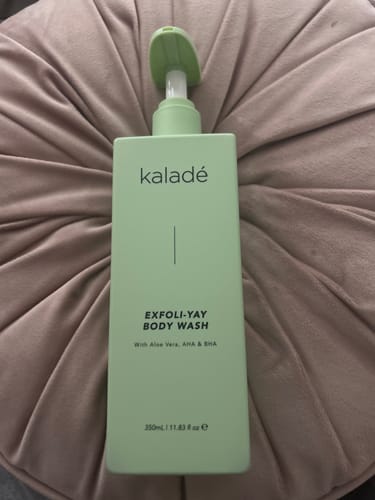 kaladé
EXFOLI-YAY
BODY WASH
With Aloe Vera, AHA & BHA
350mL | 11.83 fl oz ℮